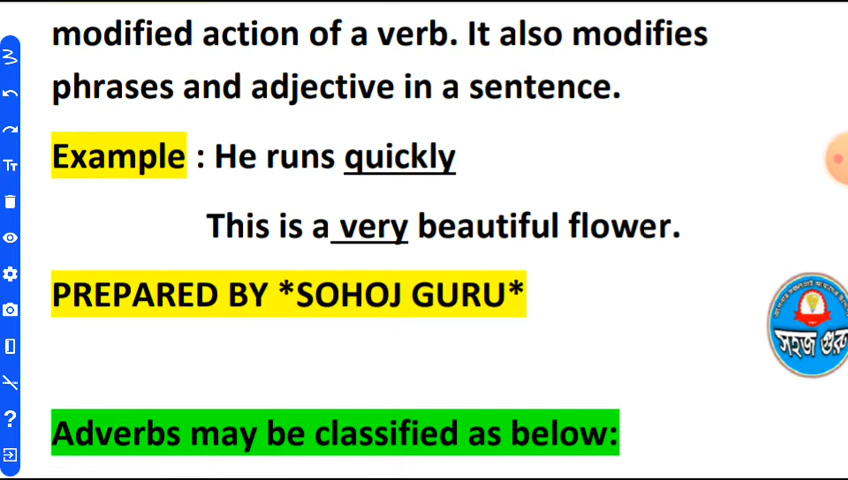 modified action of a verb. It also modifies
phrases and adjective in a sentence.
Example : He runs quickly
This is a very beautiful flower.
PREPARED BY *SOHOJ GURU*
সহজ গুরু
Adverbs may be classified as below: